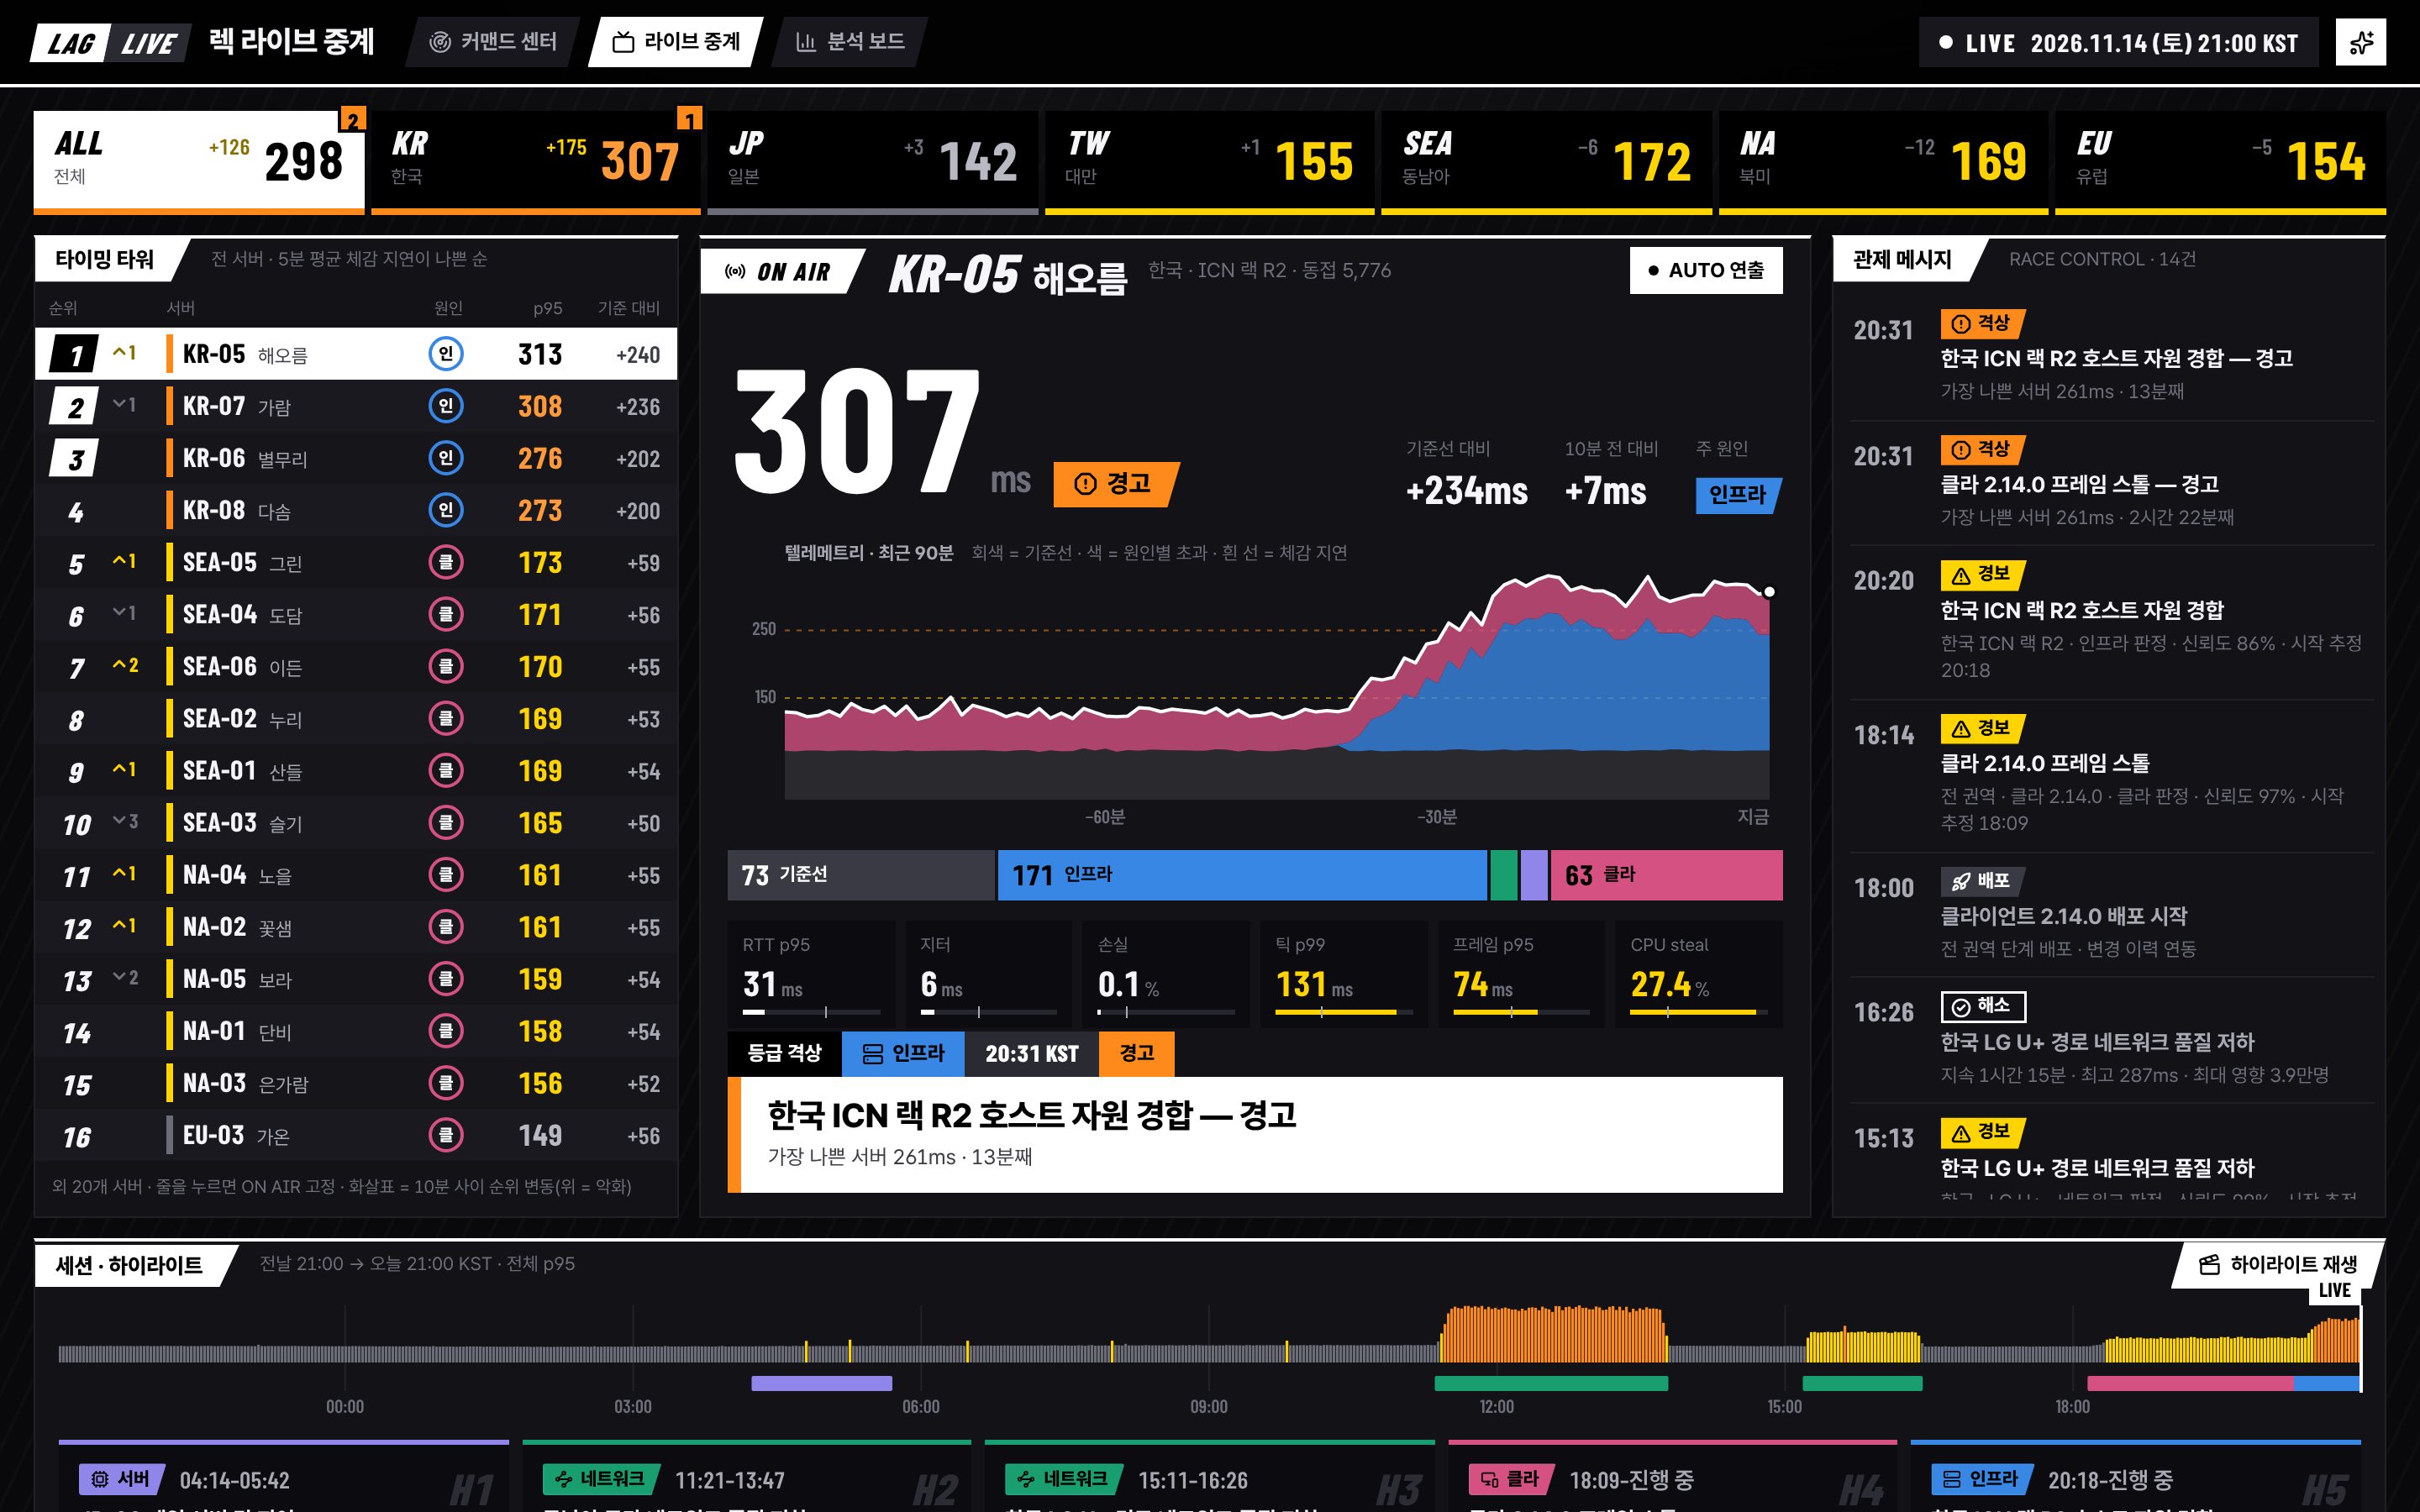 LAG LIVE 렉 라이브 중계 커맨드 센터 라이브 중계 분석 보드 LIVE 2026.11.14 (토) 21:00 KST
ALL 전체 +126 298 2
KR 한국 +175 307 1
JP 일본 +3 142
TW 대만 +1 155
SEA 동남아 −6 172
NA 북미 −12 169
EU 유럽 −5 154
타이밍 타워 전 서버 · 5분 평균 체감 지연이 나쁜 순
순위 서버 원인 p95 기준 대비
1 1 KR-05 해오름 인 313 +240
2 1 KR-07 가람 인 308 +236
3 KR-06 별무리 인 276 +202
4 KR-08 다솜 인 273 +200
5 1 SEA-05 그린 클 173 +59
6 1 SEA-04 도담 클 171 +56
7 2 SEA-06 이든 클 170 +55
8 SEA-02 누리 클 169 +53
9 1 SEA-01 산들 클 169 +54
10 3 SEA-03 슬기 클 165 +50
11 1 NA-04 노을 클 161 +55
12 1 NA-02 꽃샘 클 161 +55
13 2 NA-05 보라 클 159 +54
14 NA-01 단비 클 158 +54
15 NA-03 은가람 클 156 +52
16 EU-03 가온 클 149 +56
외 20개 서버 · 줄을 누르면 ON AIR 고정 · 화살표 = 10분 사이 순위 변동(위 = 악화)
ON AIR KR-05 해오름 한국 · ICN 랙 R2 · 동접 5,776 AUTO 연출
307 ms 경고
기준선 대비 10분 전 대비 주 원인
+234ms +7ms 인프라
텔레메트리 · 최근 90분 회색 = 기준선 · 색 = 원인별 초과 · 흰 선 = 체감 지연
250
150
−60분 −30분 지금
73 기준선 171 인프라 63 클라
RTT p95 지터 손실 틱 p99 프레임 p95 CPU steal
31 ms 6 ms 0.1 % 131 ms 74 ms 27.4 %
등급 격상 인프라 20:31 KST 경고
한국 ICN 랙 R2 호스트 자원 경합 — 경고
가장 나쁜 서버 261ms · 13분째
관제 메시지 RACE CONTROL · 14건
20:31 격상
한국 ICN 랙 R2 호스트 자원 경합 — 경고
가장 나쁜 서버 261ms · 13분째
20:31 격상
클라 2.14.0 프레임 스톨 — 경고
가장 나쁜 서버 261ms · 2시간 22분째
20:20 경보
한국 ICN 랙 R2 호스트 자원 경합
한국 ICN 랙 R2 · 인프라 판정 · 신뢰도 86% · 시작 추정
20:18
18:14 경보
클라 2.14.0 프레임 스톨
전 권역 · 클라 2.14.0 · 클라 판정 · 신뢰도 97% · 시작
추정 18:09
18:00 배포
클라이언트 2.14.0 배포 시작
전 권역 단계 배포 · 변경 이력 연동
16:26 해소
한국 LG U+ 경로 네트워크 품질 저하
지속 1시간 15분 · 최고 287ms · 최대 영향 3.9만명
15:13 경보
한국 LG U+ 경로 네트워크 품질 저하
세션 · 하이라이트 전날 21:00 → 오늘 21:00 KST · 전체 p95 하이라이트 재생
LIVE
00:00 03:00 06:00 09:00 12:00 15:00 18:00
서버 04:14–05:42 H1
네트워크 11:21–13:47 H2
네트워크 15:11–16:26 H3
클라 18:09–진행 중 H4
인프라 20:18–진행 중 H5